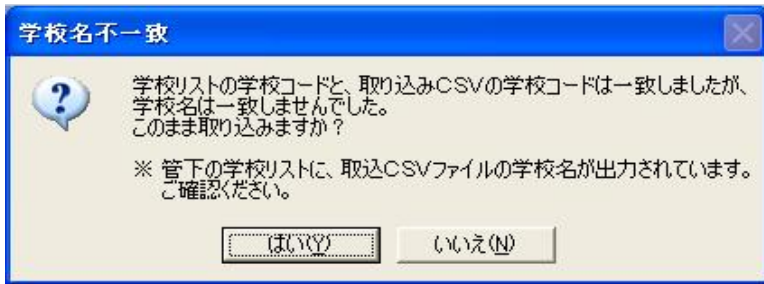 学校名不一致
学校リストの学校コードと、取り込みCSVの学校コードは一致しましたが、
学校名は一致しませんでした。
このまま取り込みますか？
※ 管下の学校リストに、取込CSVファイルの学校名が出力されています。
ご確認ください。
はい(Y) いいえ(N)